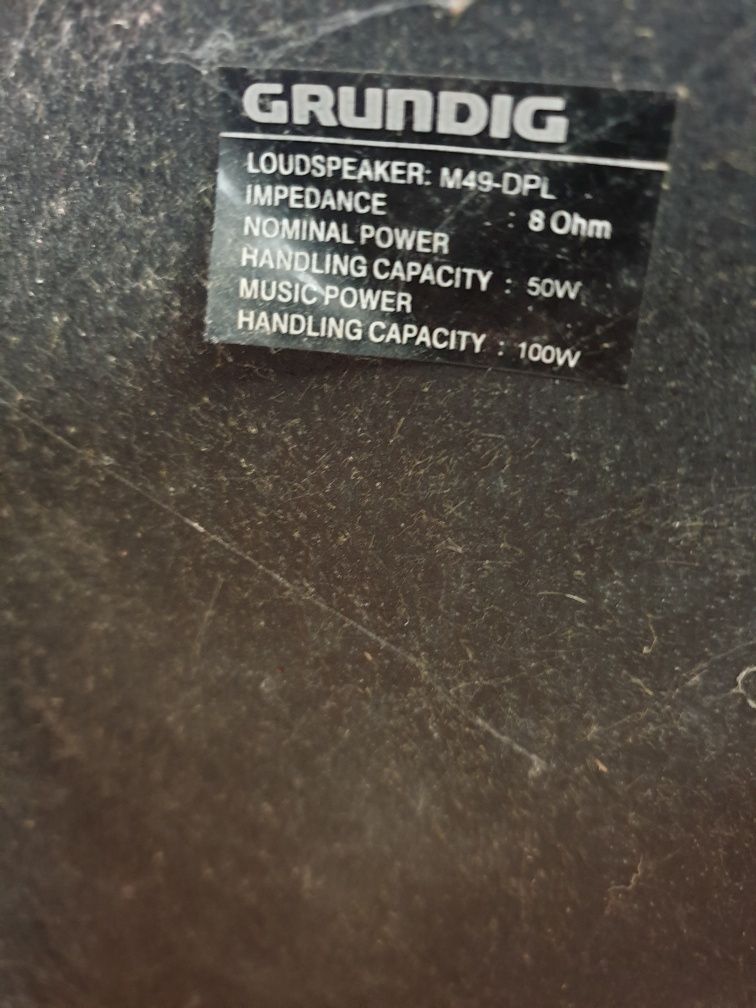 GRUNDIG
LOUDSPEAKER: M49-DPL
IMPEDANCE : 8 Ohm
NOMINAL POWER
HANDLING CAPACITY : 50W
MUSIC POWER
HANDLING CAPACITY : 100W